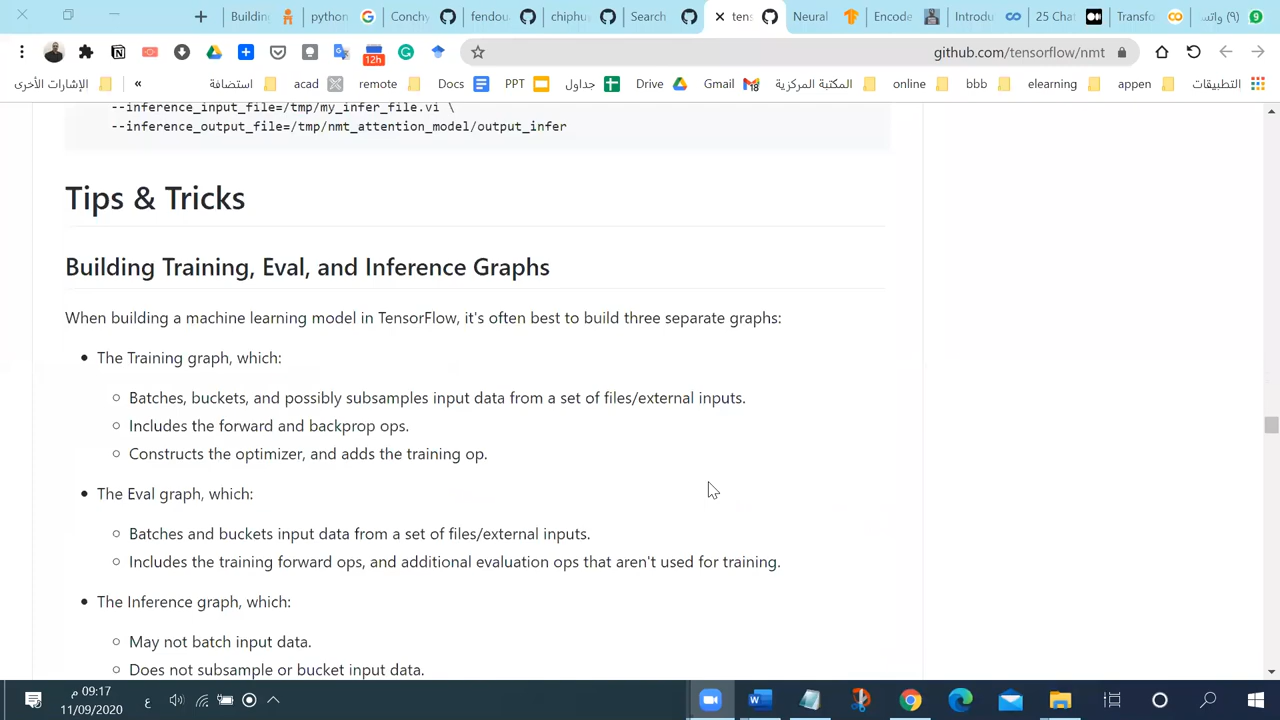 Building
python
Conchy
fendou
chiphu
Search
tens
Neural
Encode
Introdu
25 Chat
Transfo
(٩) واتس
12h
github.com/tensorflow/nmt
الإشارات الأخرى
«
استضافة
acad
remote
Docs
PPT
جداول
Drive
Gmail
المكتبة المركزية
online
bbb
elearning
appen
التطبيقات
--inference_input_file=/tmp/my_infer_file.vi \
--inference_output_file=/tmp/nmt_attention_model/output_infer
Tips & Tricks
Building Training, Eval, and Inference Graphs
When building a machine learning model in TensorFlow, it's often best to build three separate graphs:
The Training graph, which:
Batches, buckets, and possibly subsamples input data from a set of files/external inputs.
Includes the forward and backprop ops.
Constructs the optimizer, and adds the training op.
The Eval graph, which:
Batches and buckets input data from a set of files/external inputs.
Includes the training forward ops, and additional evaluation ops that aren't used for training.
The Inference graph, which:
May not batch input data.
Does not subsample or bucket input data.
09:17 م
11/09/2020
ع